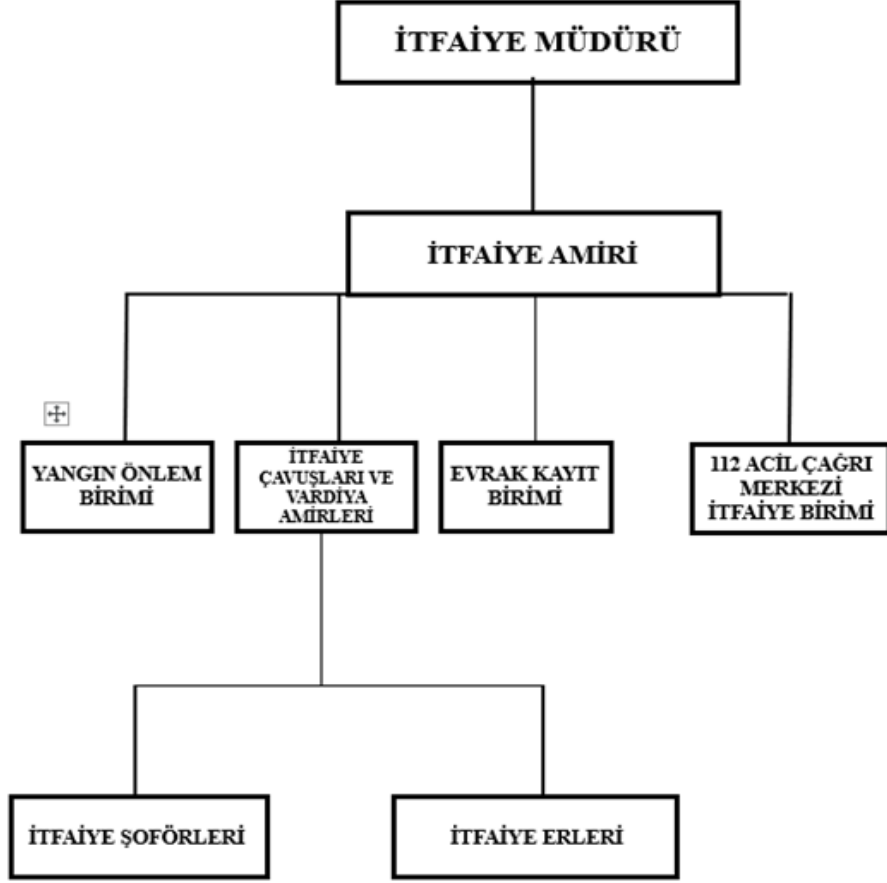 İTFAİYE MÜDÜRÜ
İTFAİYE AMİRİ
YANGIN ÖNLEM
BİRİMİ
İTFAİYE
ÇAVUŞLARI VE
VARDİYA
AMİRLERİ
EVRAK KAYIT
BİRİMİ
112 ACİL ÇAĞRI
MERKEZİ
İTFAİYE BİRİMİ
İTFAİYE ŞOFÖRLERİ
İTFAİYE ERLERİ